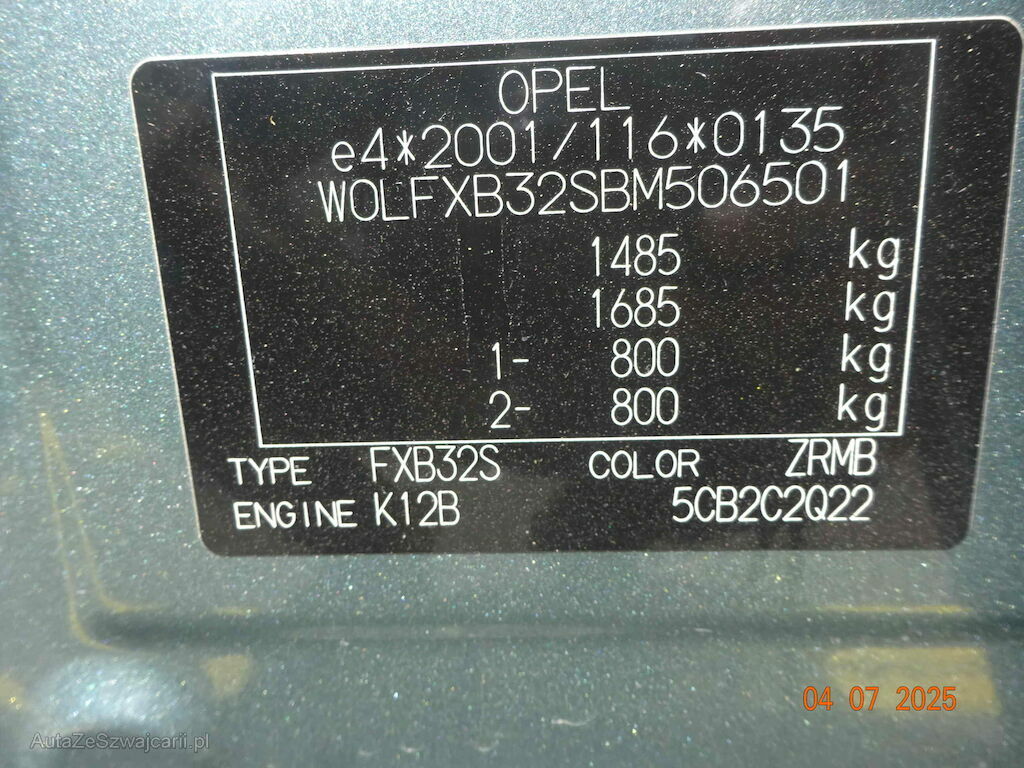 OPEL
e4*2001/116*0135
W0LFXB32SBM506501
1485 kg
1685 kg
1- 800 kg
2- 800 kg
TYPE FXB32S COLOR ZRMB
ENGINE K12B 5CB2C2Q22
04 07 2025
AutaZeSzwajcarii.pl